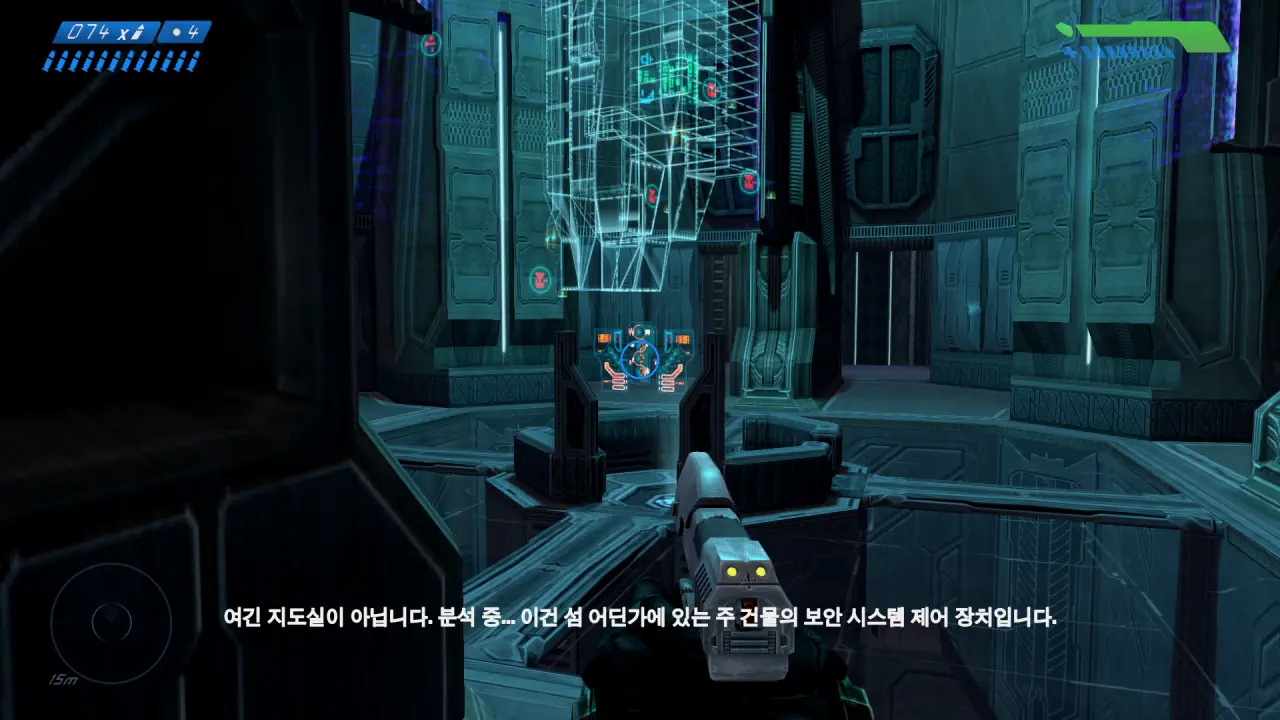 074 x 4
여긴 지도실이 아닙니다. 분석 중... 이건 섬 어딘가에 있는 주 건물의 보안 시스템 제어 장치입니다.
15m